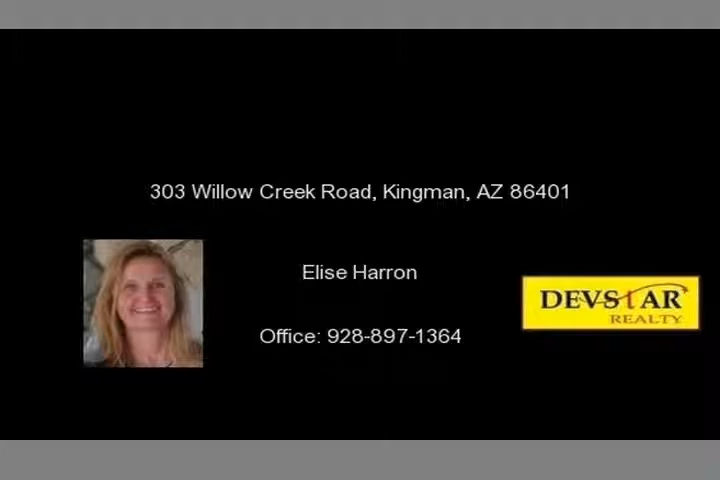 303 Willow Creek Road, Kingman, AZ 86401
Elise Harron
Office: 928-897-1364
DEVSTAR
REALTY